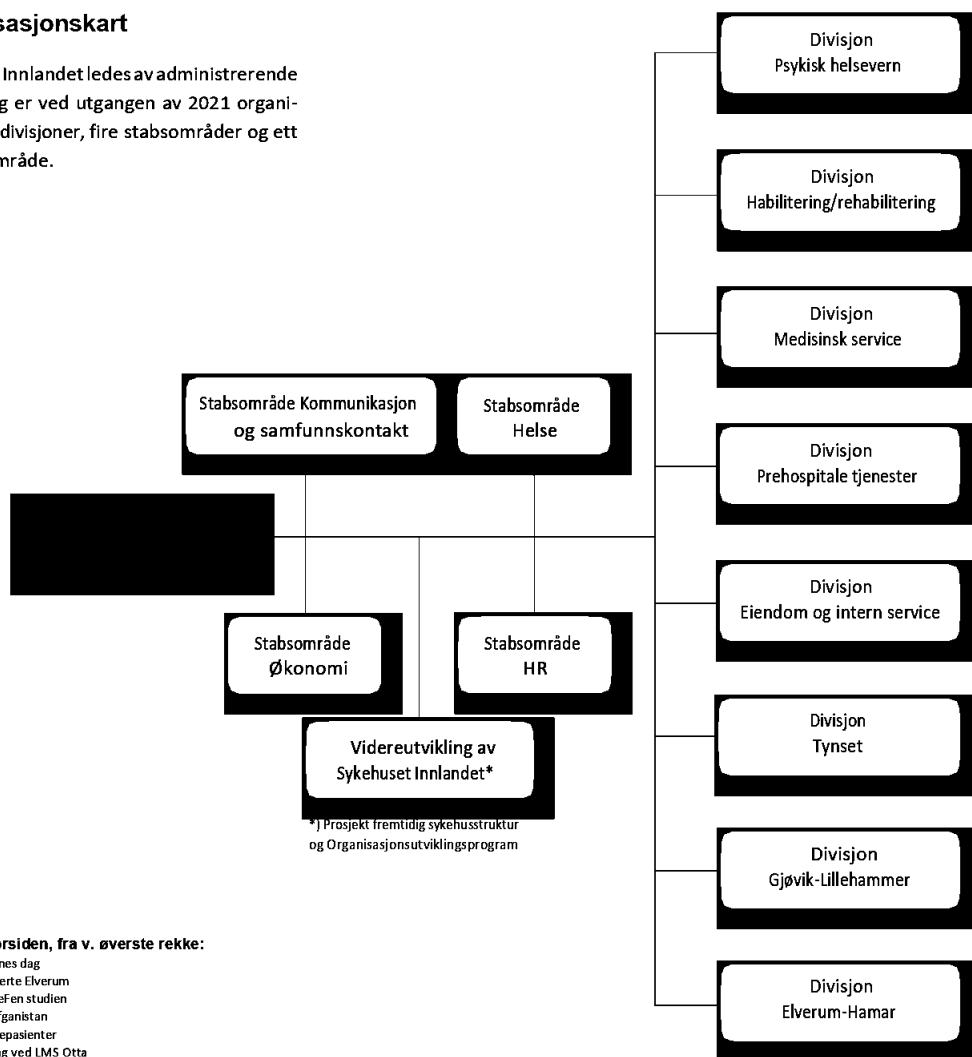 sasjonskart
Innlandet ledes av administrerende
g er ved utgangen av 2021 organi-
divisjoner, fire stabsområder og ett
mråde.
Divisjon
Psykisk helsevern
Divisjon
Habilitering/rehabilitering
Divisjon
Medisinsk service
Stabsområde Kommunikasjon
og samfunnskontakt
Stabsområde
Helse
Divisjon
Prehospitale tjenester
Divisjon
Eiendom og intern service
Stabsområde
Økonomi
Stabsområde
HR
Videreutvikling av
Sykehuset Innlandet*
*) Prosjekt fremtidig sykehusstruktur
og Organisasjonsutviklingsprogram
Divisjon
Tynset
Divisjon
Gjøvik-Lillehammer
Divisjon
Elverum-Hamar
orsiden, fra v. øverste rekke:
nes dag
erte Elverum
eFen studien
fganistan
epasienter
ng ved LMS Otta